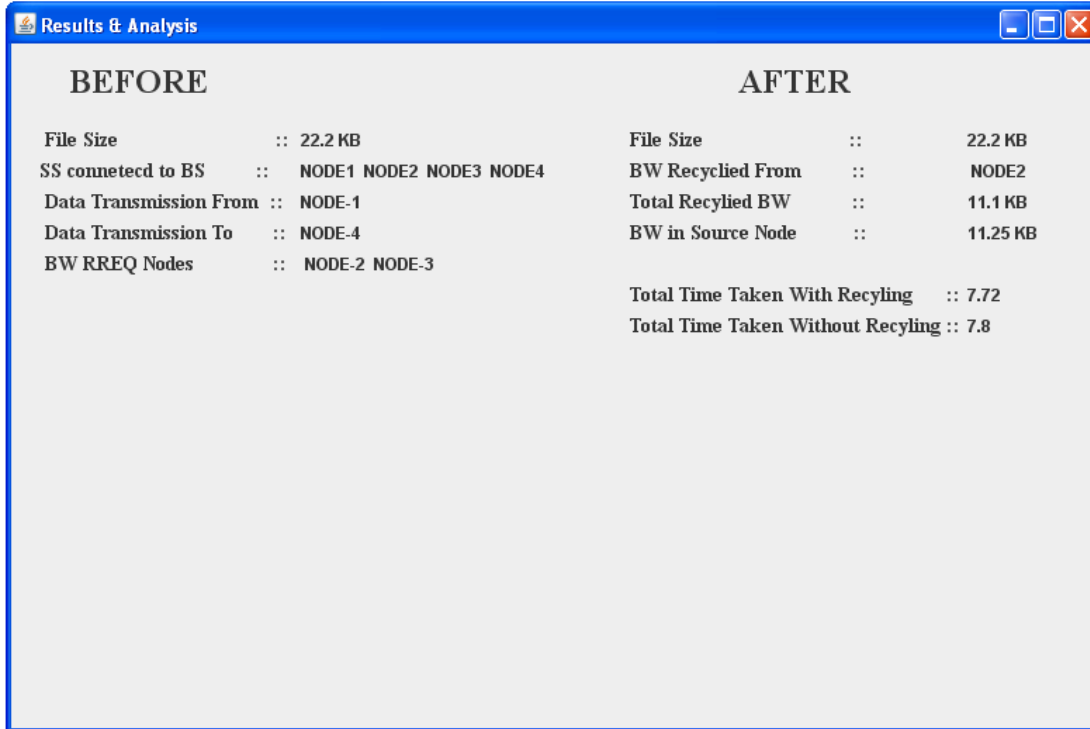 Results & Analysis
BEFORE
File Size :: 22.2 KB
SS connetecd to BS :: NODE1 NODE2 NODE3 NODE4
Data Transmission From :: NODE-1
Data Transmission To :: NODE-4
BW RREQ Nodes :: NODE-2 NODE-3
AFTER
File Size :: 22.2 KB
BW Recyclied From :: NODE2
Total Recylied BW :: 11.1 KB
BW in Source Node :: 11.25 KB
Total Time Taken With Recyling :: 7.72
Total Time Taken Without Recyling :: 7.8